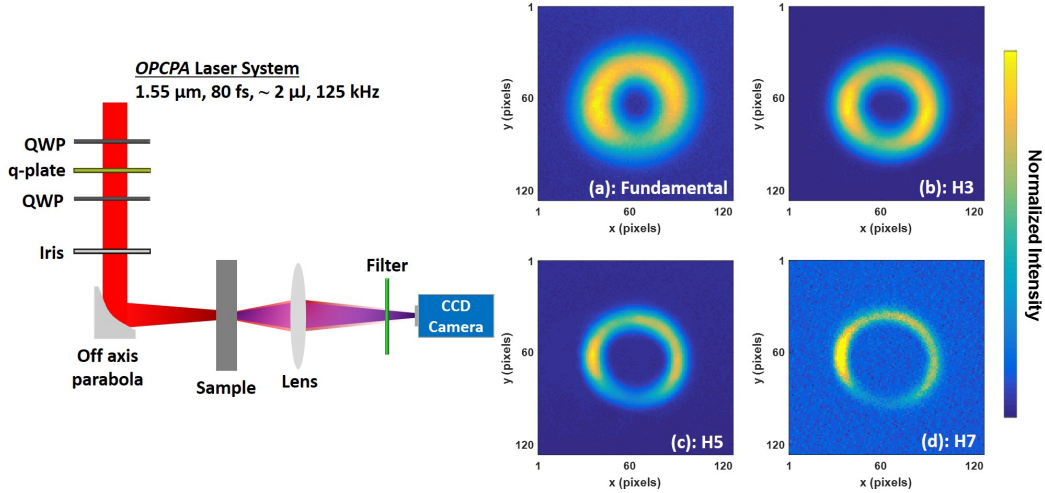 OPCPA Laser System
1.55 µm, 80 fs, ~ 2 µJ, 125 kHz
QWP
q-plate
QWP
Iris
Off axis
parabola
Sample
Lens
Filter
CCD
Camera
1
60
120
y (pixels)
1
60
120
x (pixels)
(a): Fundamental
1
60
120
y (pixels)
1
60
120
x (pixels)
(b): H3
1
60
120
y (pixels)
1
60
120
x (pixels)
(c): H5
1
60
120
y (pixels)
1
60
120
x (pixels)
(d): H7
Normalized Intensity